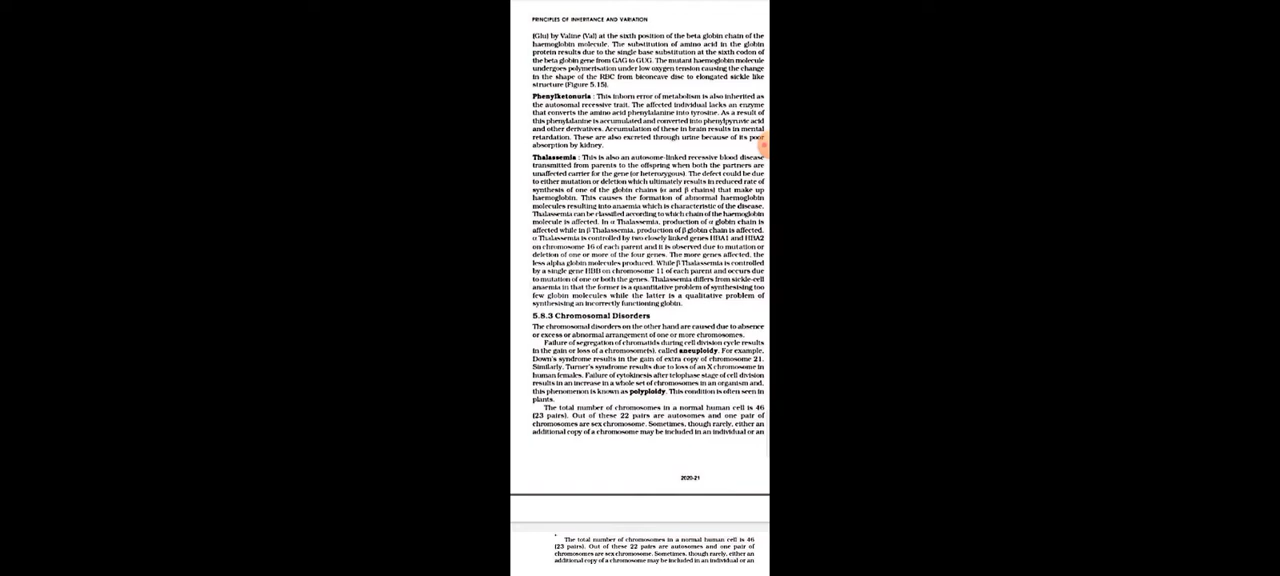 PRINCIPLES OF INHERITANCE AND VARIATION
(Glu) by Valine (Val) at the sixth position of the beta globin chain of the
haemoglobin molecule. The substitution of amino acid in the globin
protein results due to the single base substitution at the sixth codon of
the beta globin gene from GAG to GUG. The mutant haemoglobin molecule
undergoes polymerisation under low oxygen tension causing the change
in the shape of the RBC from biconcave disc to elongated sickle like
structure (Figure 5.15).
Phenylketonuria : This inborn error of metabolism is also inherited as
the autosomal recessive trait. The affected individual lacks an enzyme
that converts the amino acid phenylalanine into tyrosine. As a result of
this phenylalanine is accumulated and converted into phenylpyruvic acid
and other derivatives. Accumulation of these in brain results in mental
retardation. These are also excreted through urine because of its poor
absorption by kidney.
Thalassemia : This is also an autosome-linked recessive blood disease
transmitted from parents to the offspring when both the partners are
unaffected carrier for the gene (or heterozygous). The defect could be due
to either mutation or deletion which ultimately results in reduced rate of
synthesis of one of the globin chains (α and β chains) that make up
haemoglobin. This causes the formation of abnormal haemoglobin
molecules resulting into anaemia which is characteristic of the disease.
Thalassemia can be classified according to which chain of the haemoglobin
molecule is affected. In α Thalassemia, production of α globin chain is
affected while in β Thalassemia, production of β globin chain is affected.
α Thalassemia is controlled by two closely linked genes HBA1 and HBA2
on chromosome 16 of each parent and it is observed due to mutation or
deletion of one or more of the four genes. The more genes affected, the
less alpha globin molecules produced. While β Thalassemia is controlled
by a single gene HBB on chromosome 11 of each parent and occurs due
to mutation of one or both the genes. Thalassemia differs from sickle-cell
anaemia in that the former is a quantitative problem of synthesising too
few globin molecules while the latter is a qualitative problem of
synthesising an incorrectly functioning globin.
5.8.3 Chromosomal Disorders
The chromosomal disorders on the other hand are caused due to absence
or excess or abnormal arrangement of one or more chromosomes.
Failure of segregation of chromatids during cell division cycle results
in the gain or loss of a chromosome(s), called aneuploidy. For example,
Down's syndrome results in the gain of extra copy of chromosome 21.
Similarly, Turner's syndrome results due to loss of an X chromosome in
human females. Failure of cytokinesis after telophase stage of cell division
results in an increase in a whole set of chromosomes in an organism and,
this phenomenon is known as polyploidy. This condition is often seen in
plants.
The total number of chromosomes in a normal human cell is 46
(23 pairs). Out of these 22 pairs are autosomes and one pair of
chromosomes are sex chromosome. Sometimes, though rarely, either an
additional copy of a chromosome may be included in an individual or an
2020-21
The total number of chromosomes in a normal human cell is 46
(23 pairs). Out of these 22 pairs are autosomes and one pair of
chromosomes are sex chromosome. Sometimes, though rarely, either an
additional copy of a chromosome may be included in an individual or an